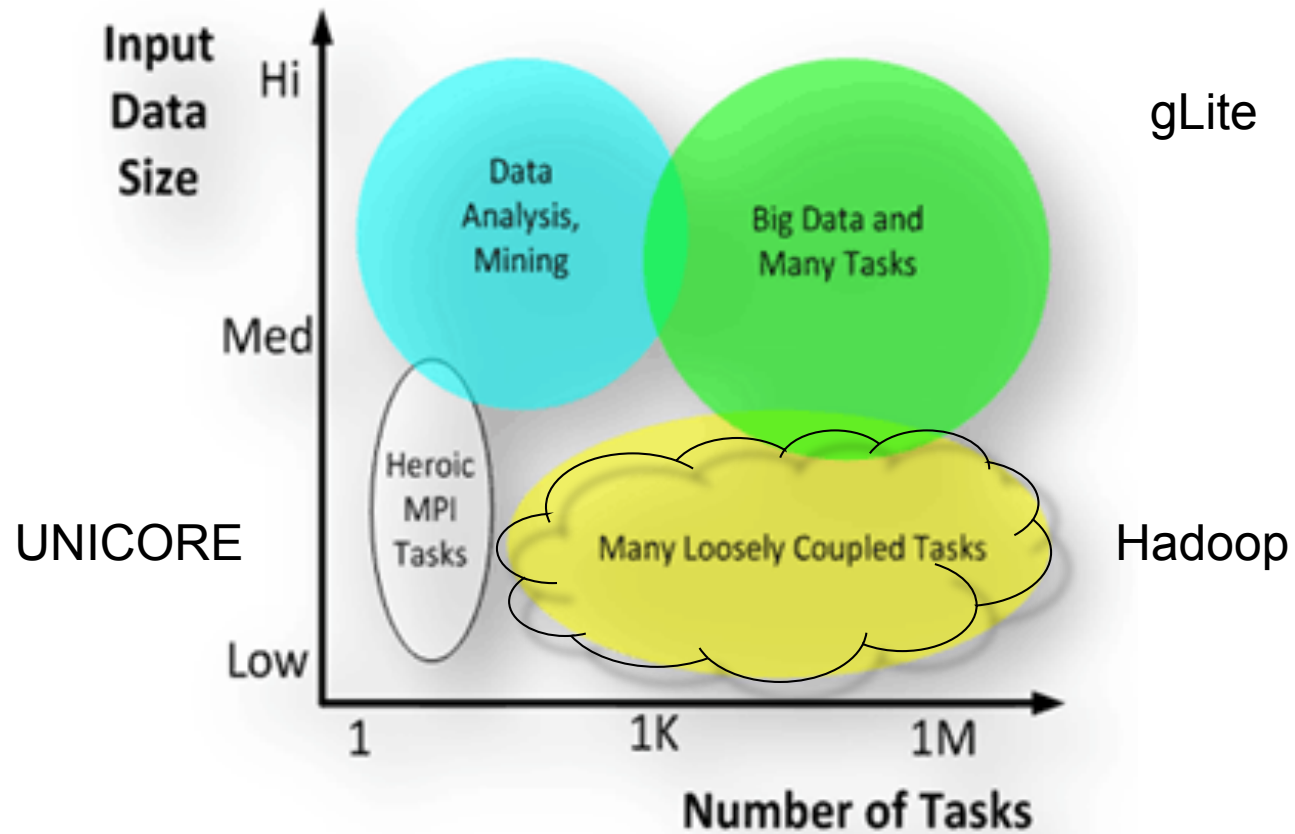 Input
Data
Size
Hi
gLite
Data
Analysis,
Mining
Big Data and
Many Tasks
Med
Heroic
MPI
Tasks
UNICORE
Many Loosely Coupled Tasks
Hadoop
Low
1
1K
1M
Number of Tasks